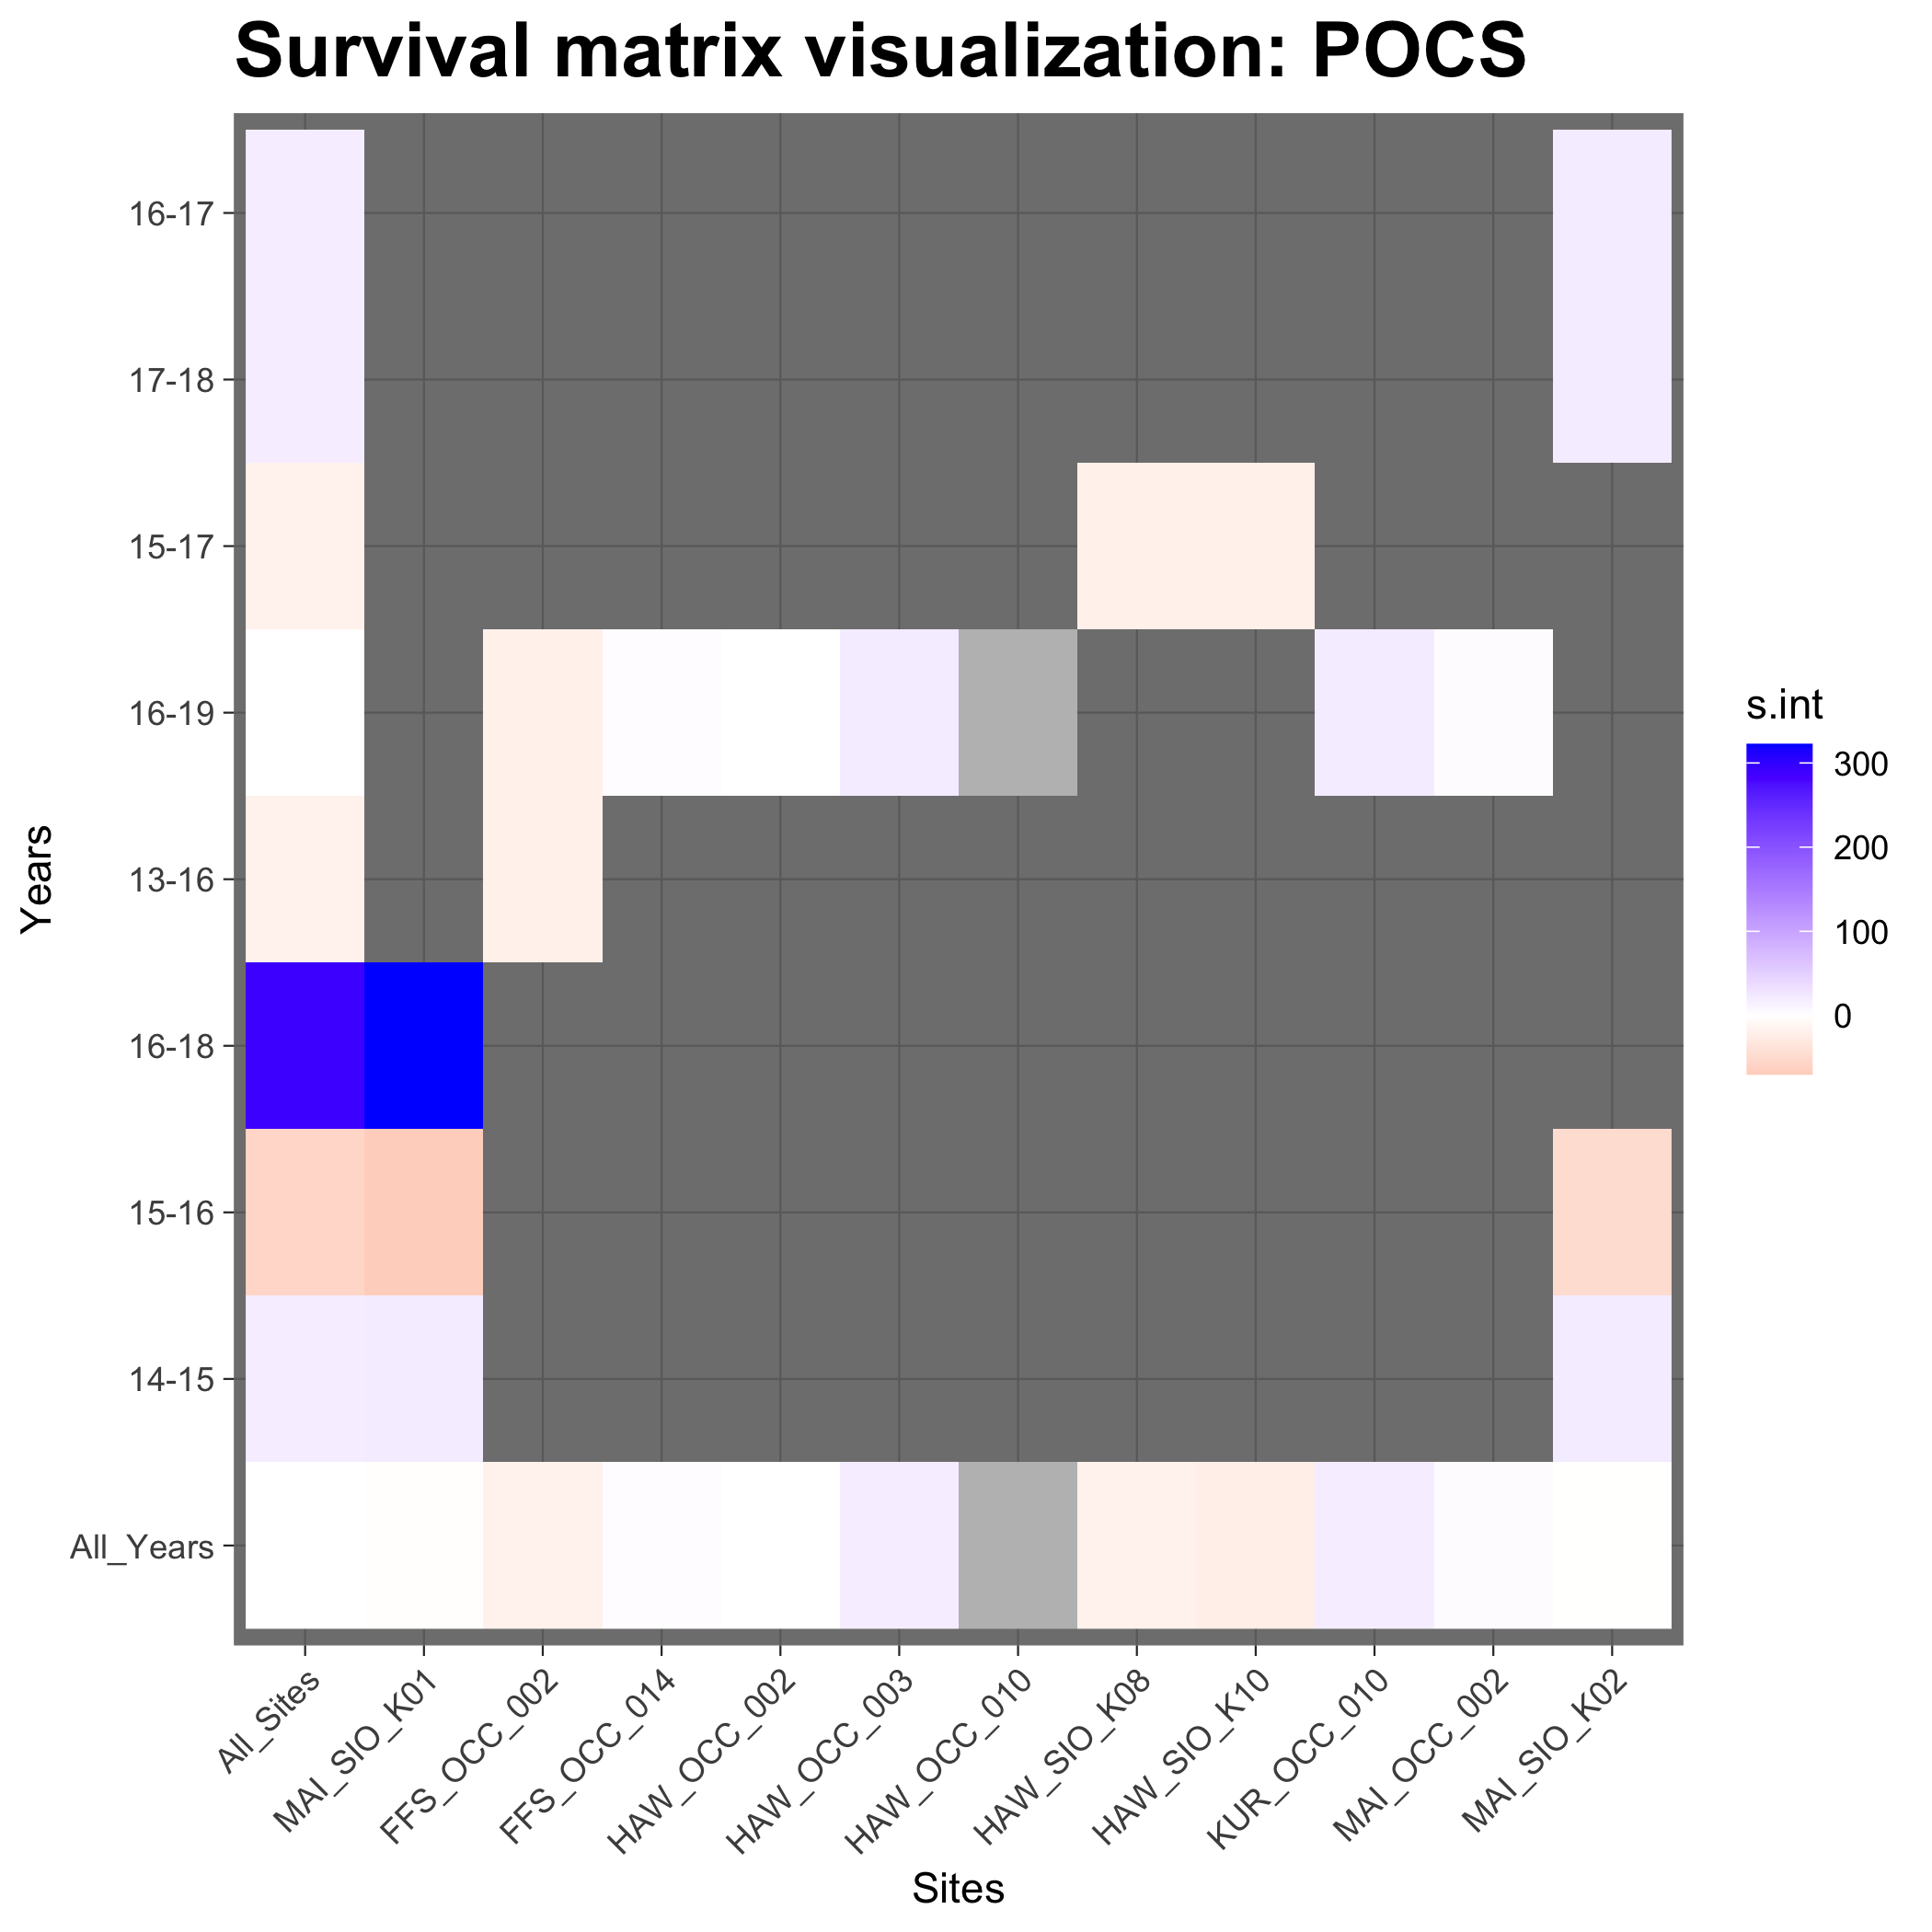 Survival matrix visualization: POCS
Years
16-17
17-18
15-17
16-19
13-16
16-18
15-16
14-15
All_Years
All_Sites
MAI_SIO_K01
FFS_OCC_002
FFS_OCC_014
HAW_OCC_002
HAW_OCC_003
HAW_OCC_010
HAW_SIO_K08
HAW_SIO_K10
KUR_OCC_010
MAI_OCC_002
MAI_SIO_K02
Sites
s.int
300
200
100
0